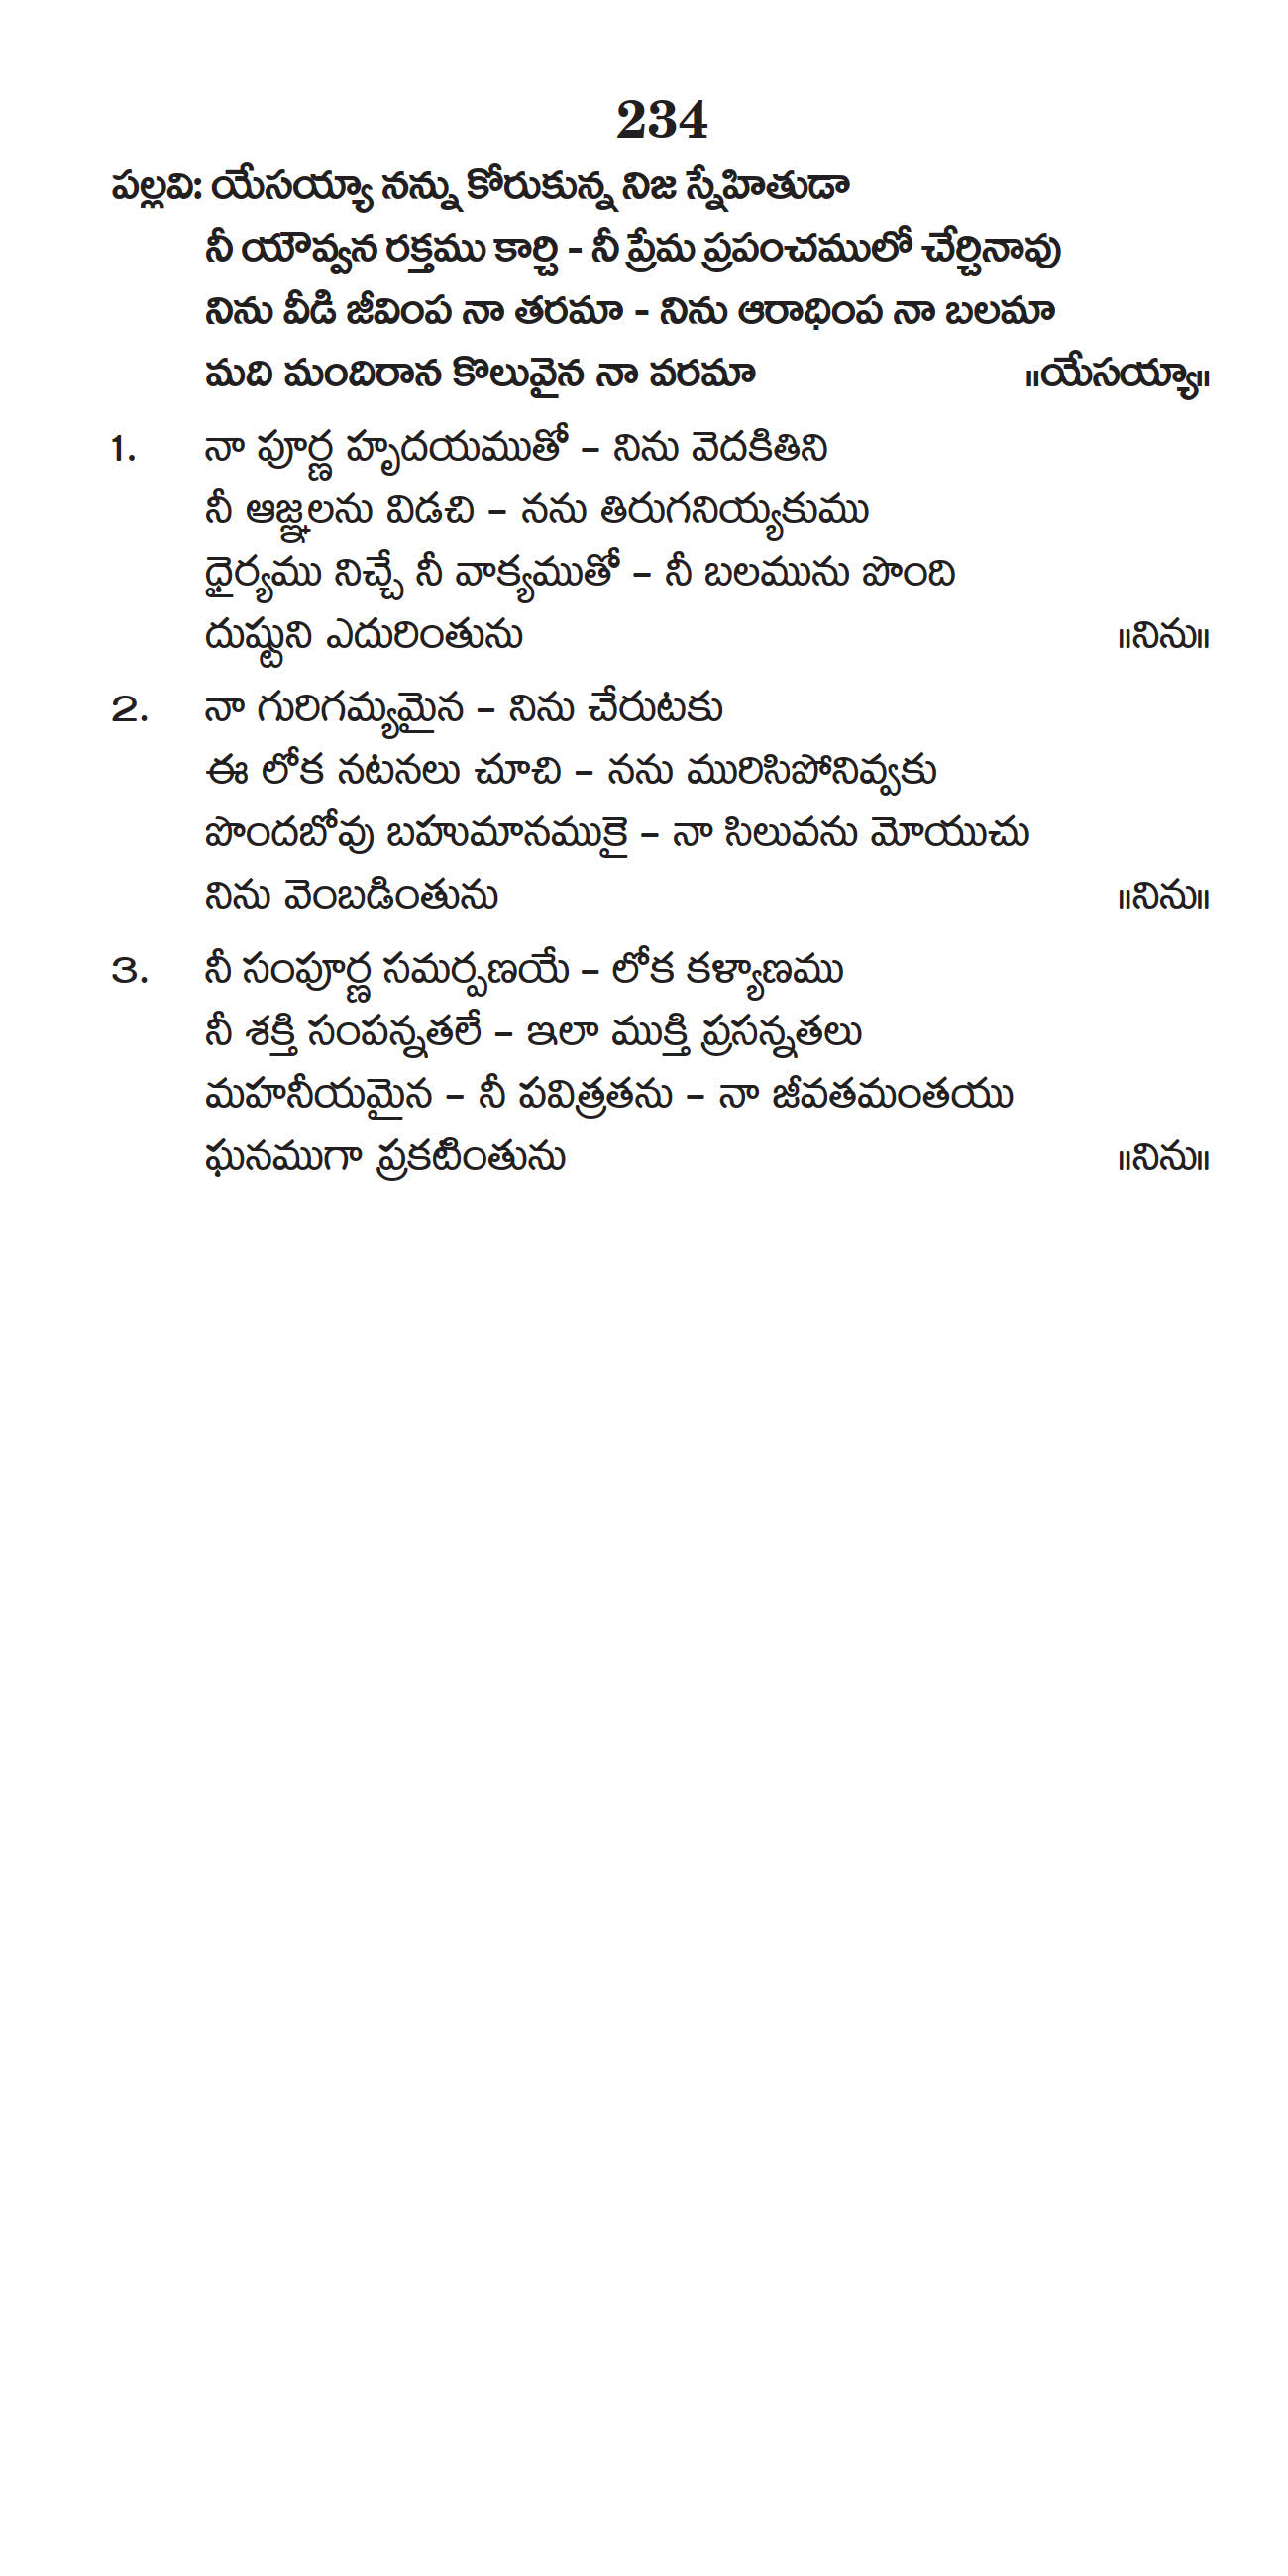 234
పల్లవి: యేసయ్యా నన్ను కోరుకున్న నిజ స్నేహితుడా
నీ యౌవ్వన రక్తము కార్చి - నీ ప్రేమ ప్రపంచములో చేర్చినావు
నిను వీడి జీవింప నా తరమా - నిను ఆరాధింప నా బలమా
మది మందిరాన కొలువైన నా వరమా ॥యేసయ్యా॥
1. నా పూర్ణ హృదయముతో – నిను వెదకితిని
నీ ఆజ్ఞలను విడచి – నను తిరుగనియ్యకుము
ధైర్యము నిచ్చే నీ వాక్యముతో – నీ బలమును పొంది
దుష్టుని ఎదురింతును ॥నిను॥
2. నా గురిగమ్యమైన – నిను చేరుటకు
ఈ లోక నటనలు చూచి – నను మురిసిపోనివ్వకు
పొందబోవు బహుమానముకై – నా సిలువను మోయుచు
నిను వెంబడింతును ॥నిను॥
3. నీ సంపూర్ణ సమర్పణయే – లోక కళ్యాణము
నీ శక్తి సంపన్నతలే – ఇలా ముక్తి ప్రసన్నతలు
మహనీయమైన – నీ పవిత్రతను – నా జీవతమంతయు
ఘనముగా ప్రకటింతును ॥నిను॥